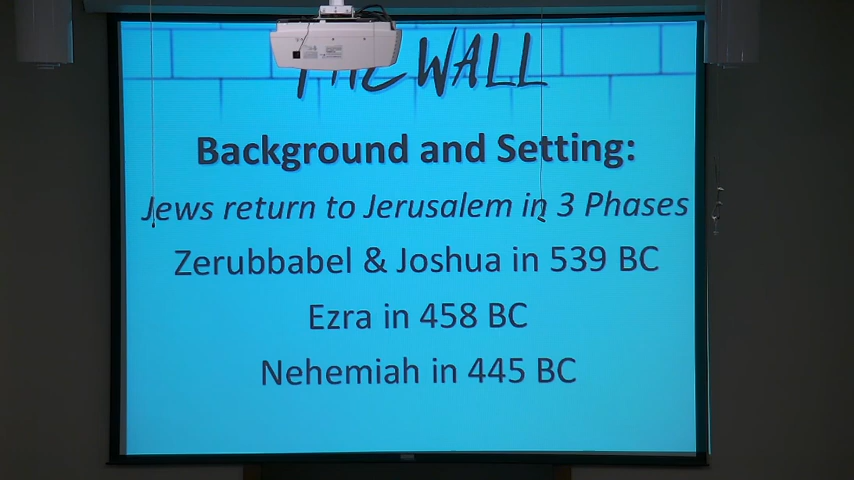 THE WALL
Background and Setting:
Jews return to Jerusalem in 3 Phases
Zerubbabel & Joshua in 539 BC
Ezra in 458 BC
Nehemiah in 445 BC